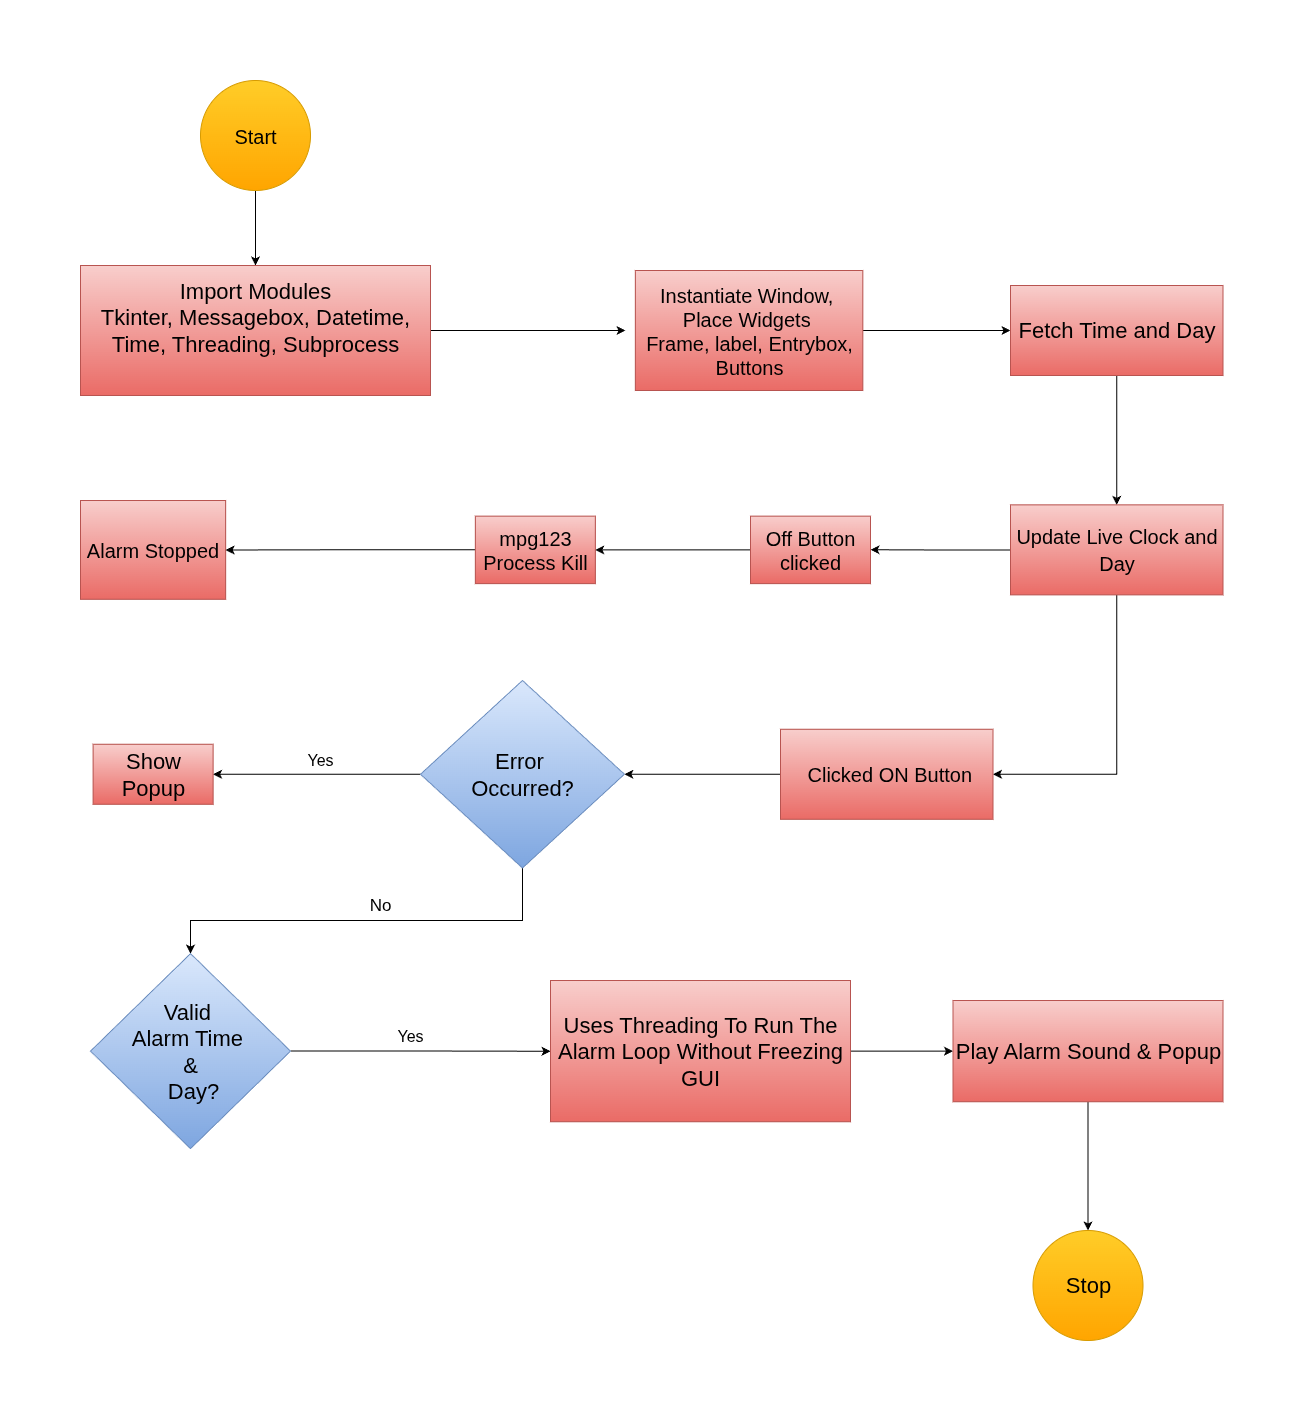 Start
Import Modules
Tkinter, Messagebox, Datetime,
Time, Threading, Subprocess
Instantiate Window,
Place Widgets
Frame, label, Entrybox,
Buttons
Fetch Time and Day
Alarm Stopped
mpg123
Process Kill
Off Button
clicked
Update Live Clock and
Day
Show
Popup
Yes
Error
Occurred?
Clicked ON Button
No
Valid
Alarm Time
&
Day?
Yes
Uses Threading To Run The
Alarm Loop Without Freezing
GUI
Play Alarm Sound & Popup
Stop